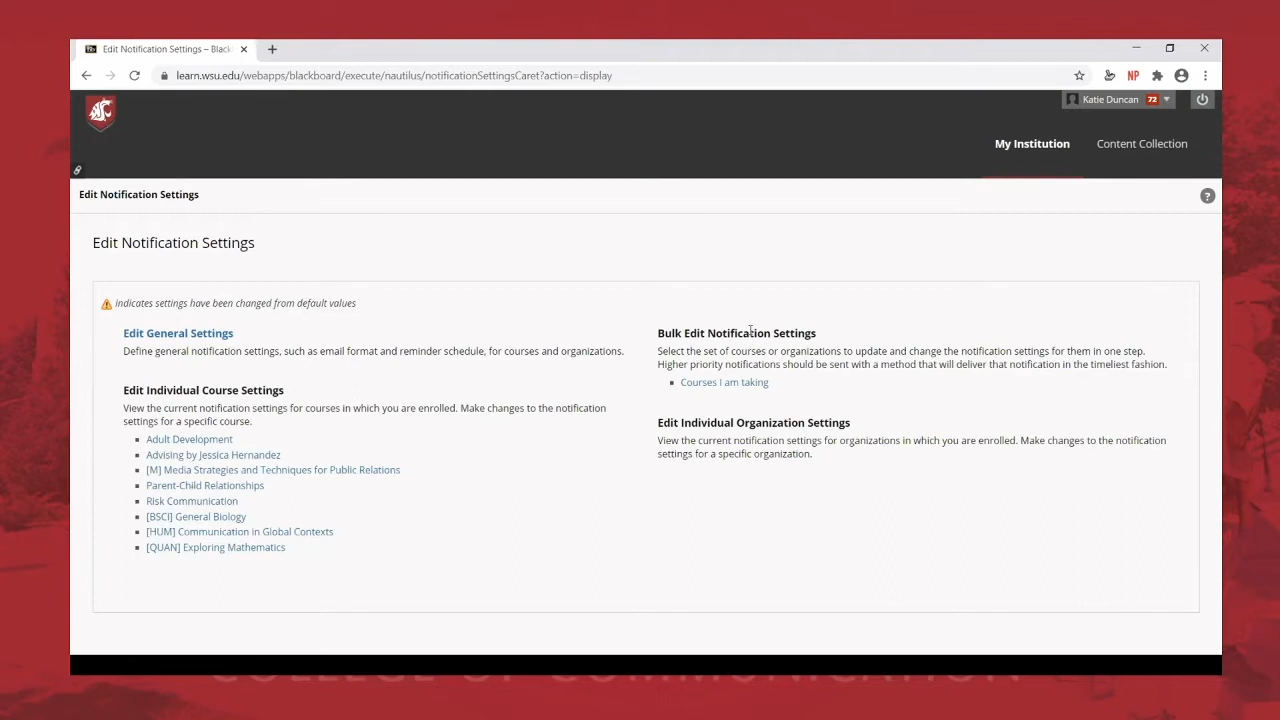 Edit Notification Settings – Black
learn.wsu.edu/webapps/blackboard/execute/nautilus/notificationSettingsCaret?action=display
NP
Katie Duncan 72
My Institution
Content Collection
Edit Notification Settings
?
Edit Notification Settings
indicates settings have been changed from default values
Edit General Settings
Define general notification settings, such as email format and reminder schedule, for courses and organizations.
Edit Individual Course Settings
View the current notification settings for courses in which you are enrolled. Make changes to the notification
settings for a specific course.
Adult Development
Advising by Jessica Hernandez
[M] Media Strategies and Techniques for Public Relations
Parent-Child Relationships
Risk Communication
[BSCI] General Biology
[HUM] Communication in Global Contexts
[QUAN] Exploring Mathematics
Bulk Edit Notification Settings
Select the set of courses or organizations to update and change the notification settings for them in one step.
Higher priority notifications should be sent with a method that will deliver that notification in the timeliest fashion.
Courses I am taking
Edit Individual Organization Settings
View the current notification settings for organizations in which you are enrolled. Make changes to the notification
settings for a specific organization.
COLLEGE OF COMMUNICATION